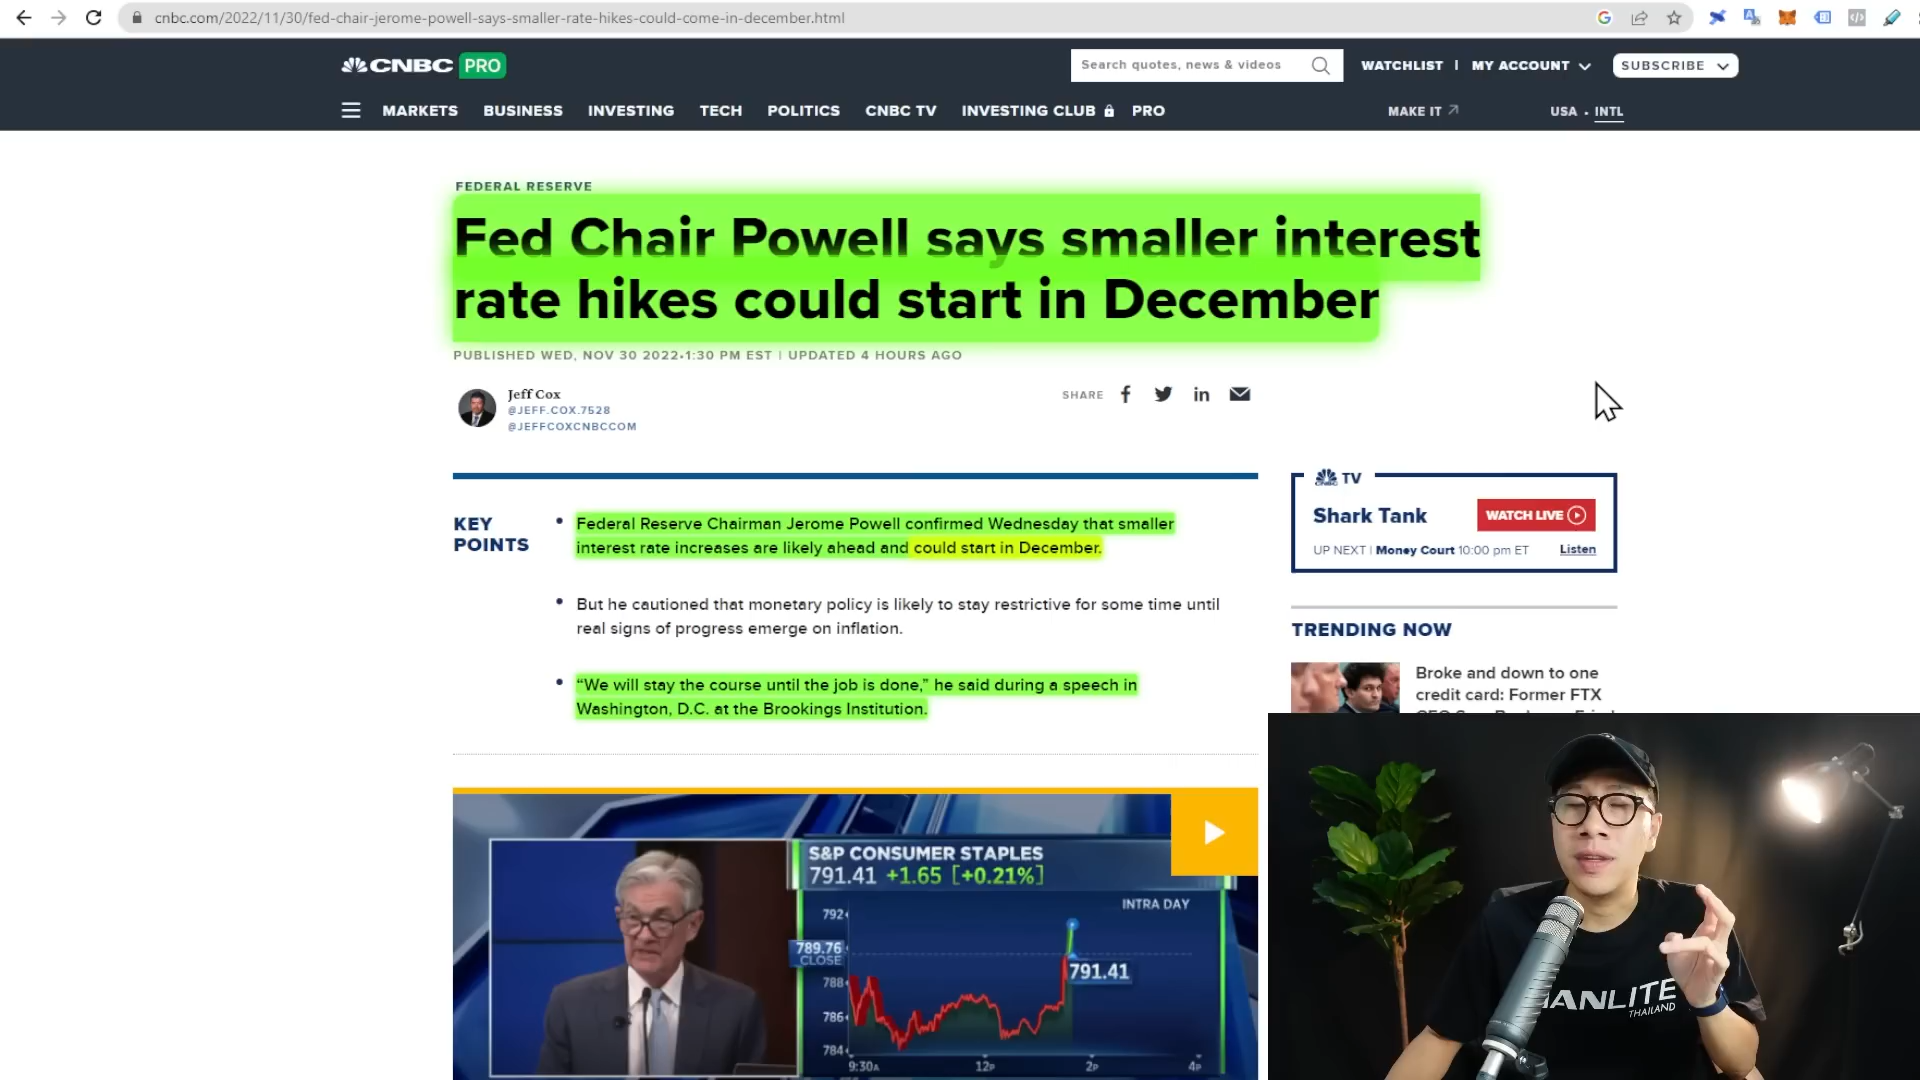 cnbc.com/2022/11/30/fed-chair-jerome-powell-says-smaller-rate-hikes-could-come-in-december.html
CNBC PRO
Search quotes, news & videos
WATCHLIST | MY ACCOUNT
SUBSCRIBE
MARKETS BUSINESS INVESTING TECH POLITICS CNBC TV INVESTING CLUB PRO
MAKE IT
USA • INTL
FEDERAL RESERVE
Fed Chair Powell says smaller interest
rate hikes could start in December
PUBLISHED WED, NOV 30 2022•1:30 PM EST | UPDATED 4 HOURS AGO
Jeff Cox
@JEFF.COX.7528
@JEFFCOXCNBCCOM
SHARE
KEY
POINTS
• Federal Reserve Chairman Jerome Powell confirmed Wednesday that smaller
interest rate increases are likely ahead and could start in December.
• But he cautioned that monetary policy is likely to stay restrictive for some time until
real signs of progress emerge on inflation.
• “We will stay the course until the job is done,” he said during a speech in
Washington, D.C. at the Brookings Institution.
CNBC TV
Shark Tank
WATCH LIVE
UP NEXT | Money Court 10:00 pm ET
Listen
TRENDING NOW
Broke and down to one
credit card: Former FTX
S&P CONSUMER STAPLES
791.41 +1.65 [+0.21%]
INTRA DAY
792
789.76
CLOSE
791.41
788
786
784
9:30A 12P 2P 4P
ANLITE
THAILAND